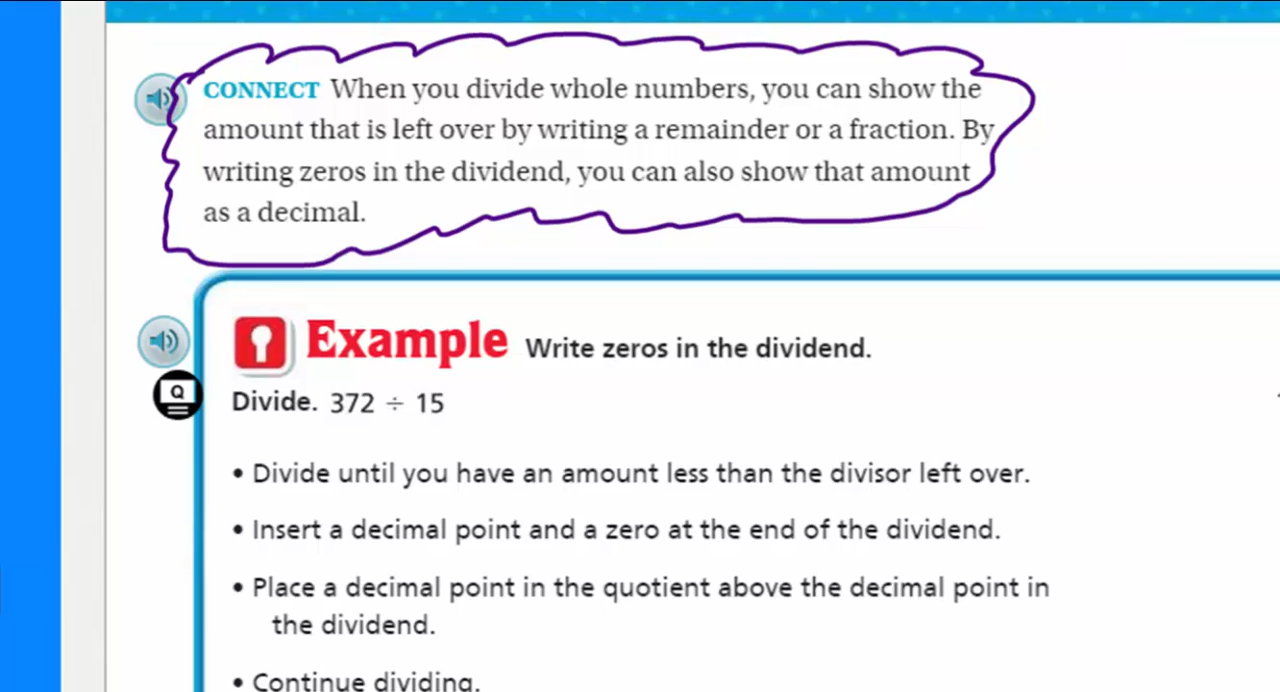 CONNECT When you divide whole numbers, you can show the
amount that is left over by writing a remainder or a fraction. By
writing zeros in the dividend, you can also show that amount
as a decimal.
Example Write zeros in the dividend.
Q
Divide. 372 ÷ 15
• Divide until you have an amount less than the divisor left over.
• Insert a decimal point and a zero at the end of the dividend.
• Place a decimal point in the quotient above the decimal point in
the dividend.
• Continue dividing.